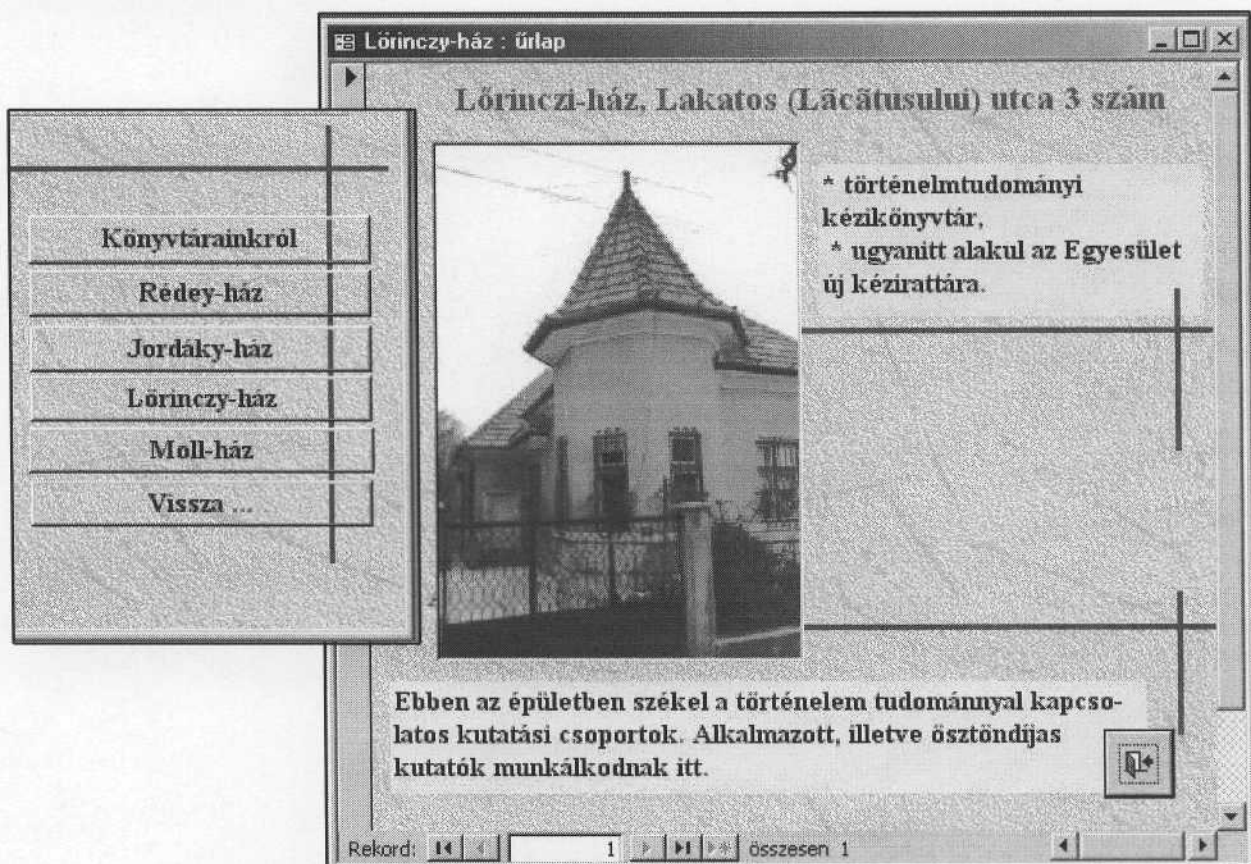 Lörinczy-ház : űrlap
Lőrinczi-ház, Lakatos (Lãcãtusului) utca 3 szám
* történelmtudományi
kézikönyvtár,
* ugyanitt alakul az Egyesület
új kézirattára.
Könyvtárainkról
Rédey-ház
Jordáky-ház
Lörinczy-ház
Moll-ház
Vissza ...
Ebben az épületben székel a történelem tudománnyal kapcso-
latos kutatási csoportok. Alkalmazott, illetve ösztöndíjas
kutatók munkálkodnak itt.
Rekord: 1 összesen 1